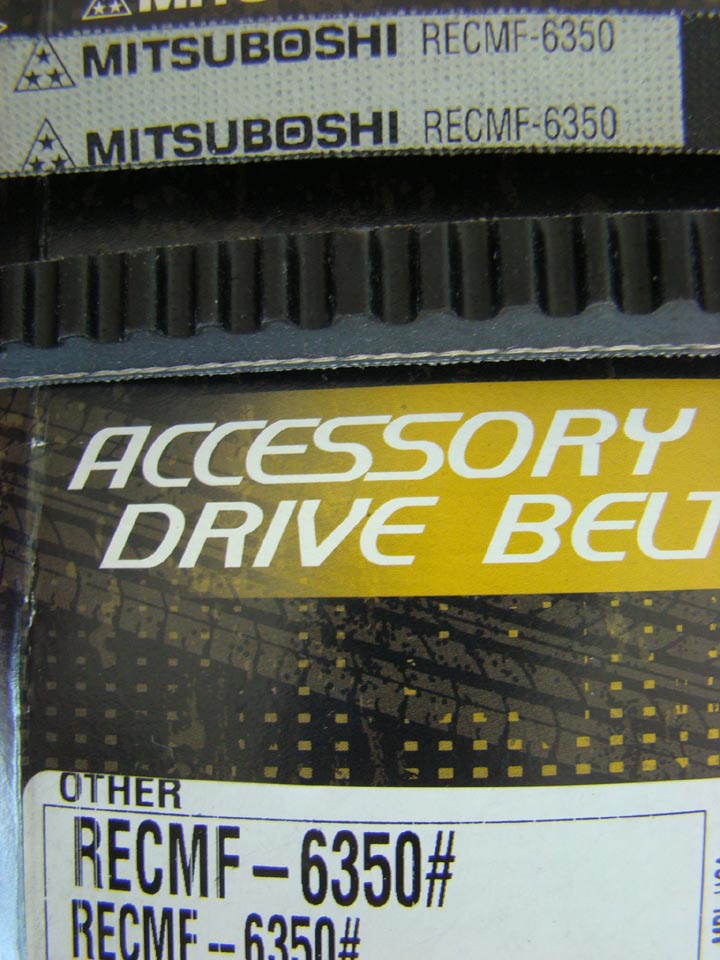 MITSUBOSHI RECMF-6350
MITSUBOSHI RECMF-6350
ACCESSORY
DRIVE BELT
OTHER
RECMF-6350#
RECMF--6350#